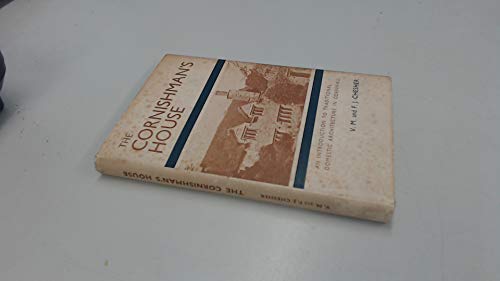 THE
CORNISHMAN'S
HOUSE
AN INTRODUCTION TO TRADITIONAL
DOMESTIC ARCHITECTURE IN CORNWALL
V. M. and F. J. CHESHER
V. M. and F. J. CHESHER THE CORNISHMAN'S HOUSE